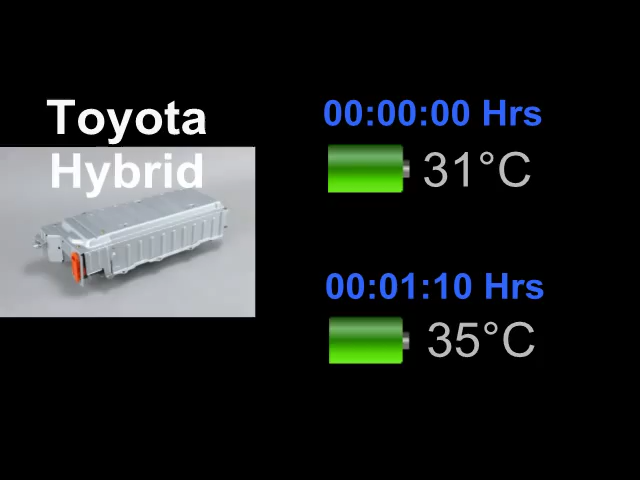 Toyota
Hybrid
00:00:00 Hrs
31°C
00:01:10 Hrs
35°C